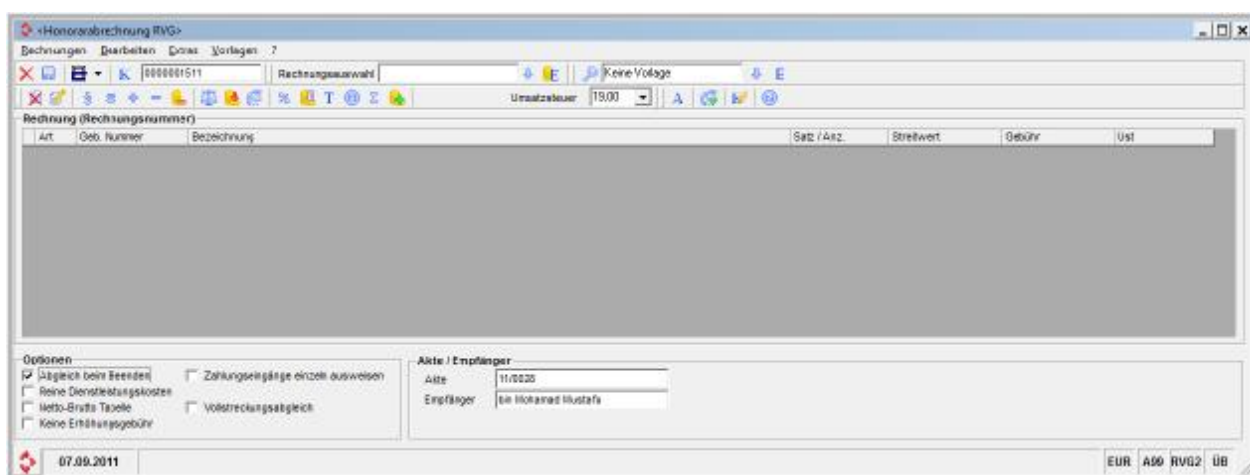 <Honorarabrechnung RVG>
Rechnungen Bearbeiten Extras Vorlagen ?
K 0000001511 Rechnungsauswahl E Keine Vorlage E
§ % T Σ Umsatzsteuer 19,00 A
Rechnung (Rechnungsnummer)
Art Geb. Nummer Bezeichnung Satz / Anz. Streitwert Gebühr Ust
Optionen
Abgleich beim Beenden Zahlungseingänge einzeln ausweisen
Reine Dienstleistungskosten
Netto-Brutto Tabelle Vollstreckungsabgleich
Keine Erhöhungsgebühr
Akte / Empfänger
Akte 11/0026
Empfänger bin Mohamad Mustafa
07.09.2011 EUR A99 RVG2 ÜB